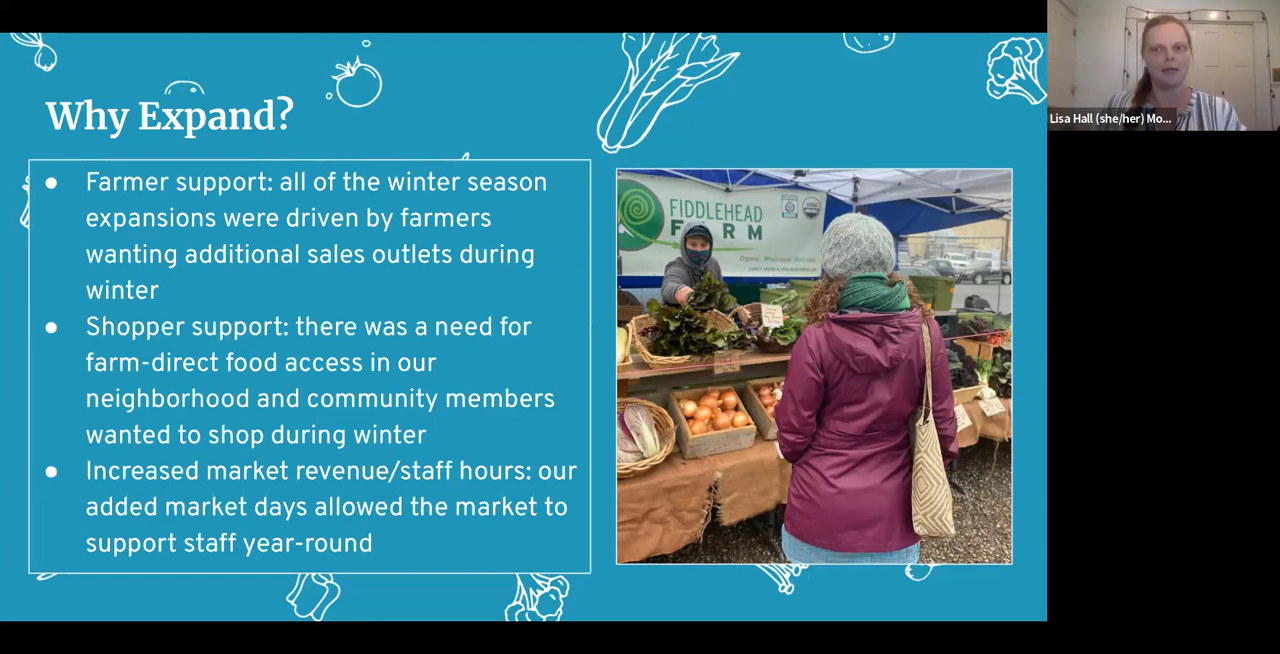 Why Expand?
● Farmer support: all of the winter season
expansions were driven by farmers
wanting additional sales outlets during
winter
● Shopper support: there was a need for
farm-direct food access in our
neighborhood and community members
wanted to shop during winter
● Increased market revenue/staff hours: our
added market days allowed the market to
support staff year-round
FIDDLEHEAD
FARM
USDA
Lisa Hall (she/her) Mo...